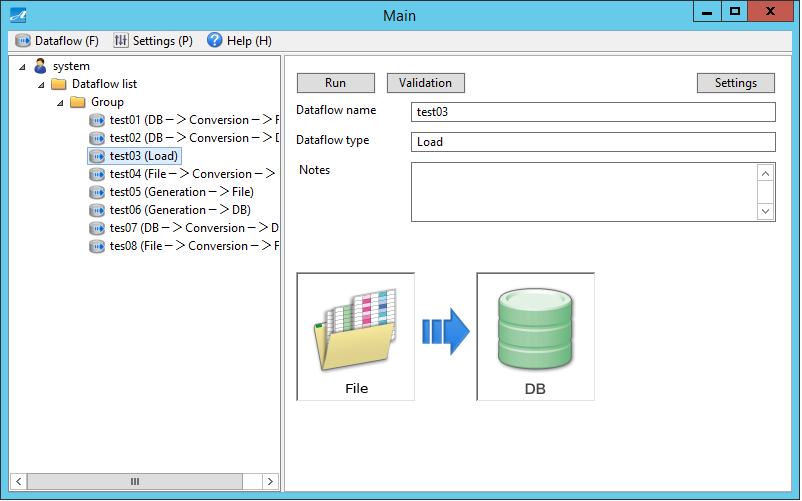 Main
Dataflow (F) Settings (P) Help (H)
system
Dataflow list
Group
test01 (DB－＞Conversion－＞F
test02 (DB－＞Conversion－＞D
test03 (Load)
test04 (File－＞Conversion－＞
test05 (Generation－＞File)
test06 (Generation－＞DB)
tes07 (DB－＞Conversion－＞D
tes08 (File－＞Conversion－＞F
Run Validation Settings
Dataflow name test03
Dataflow type Load
Notes
File DB